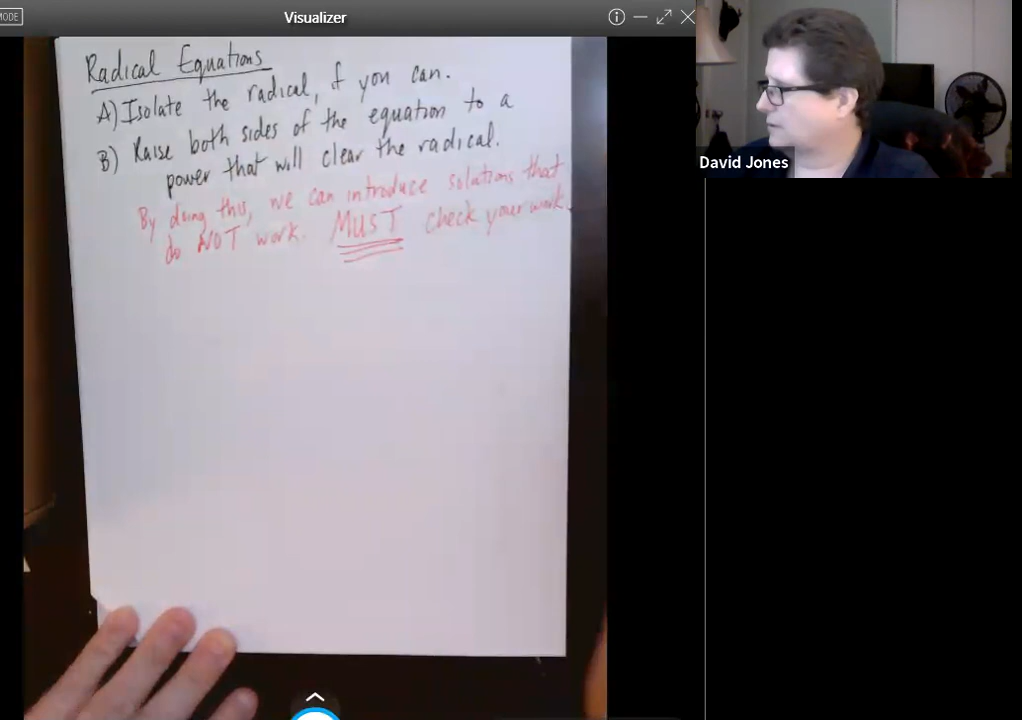 MODE
Visualizer
Radical Equations
A) Isolate the radical, if you can.
B) Raise both sides of the equation to a
power that will clear the radical.
By doing this, we can introduce solutions that
do NOT work. MUST check your work.
David Jones